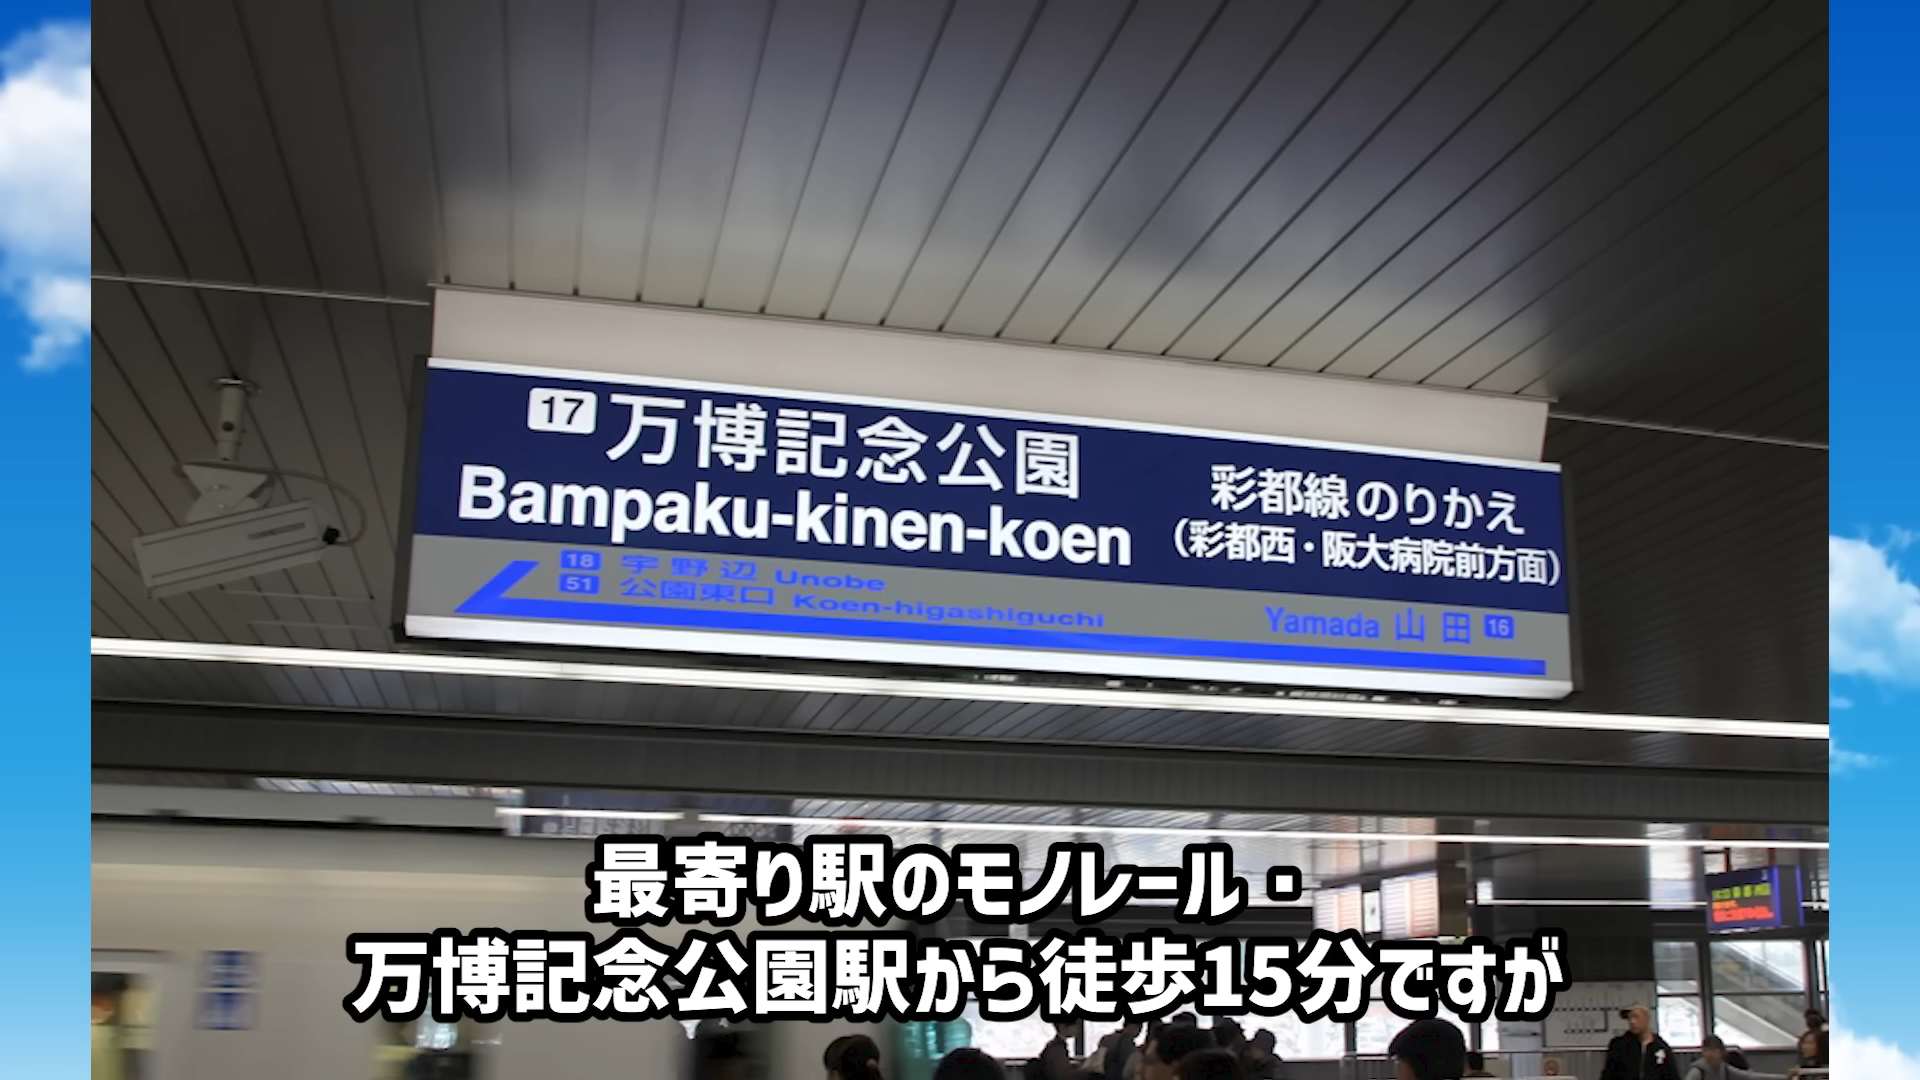 17 万博記念公園
Bampaku-kinen-koen
彩都線のりかえ
(彩都西・阪大病院前方面)
18 宇野辺 Unobe
51 公園東口 Koen-higashiguchi
Yamada 山田 16
最寄り駅のモノレール・
万博記念公園駅から徒歩15分ですが